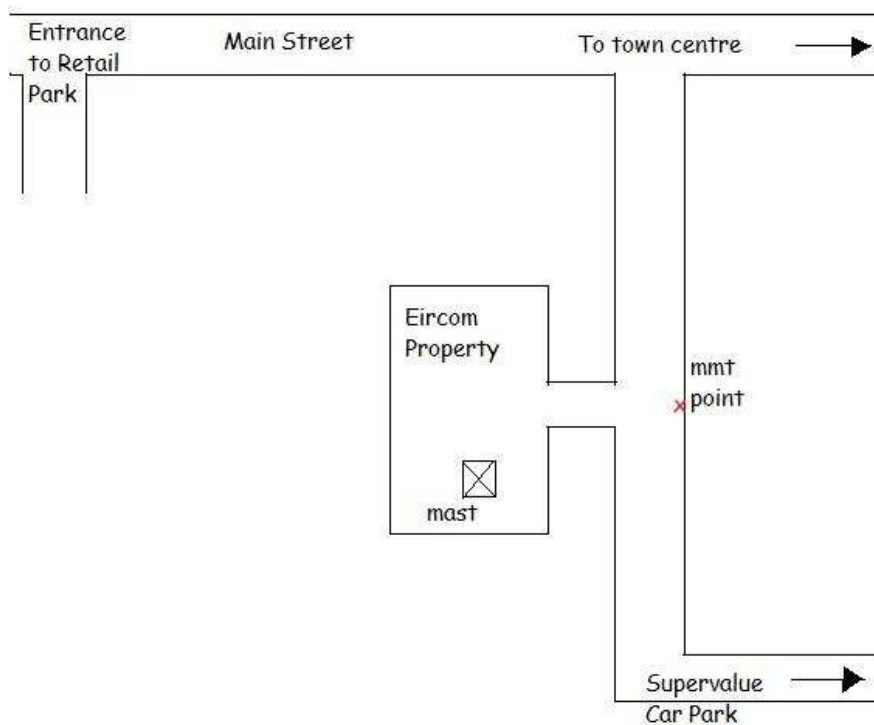 Entrance
to Retail
Park
Main Street
To town centre
Eircom
Property
mmt
point
mast
Supervalue
Car Park